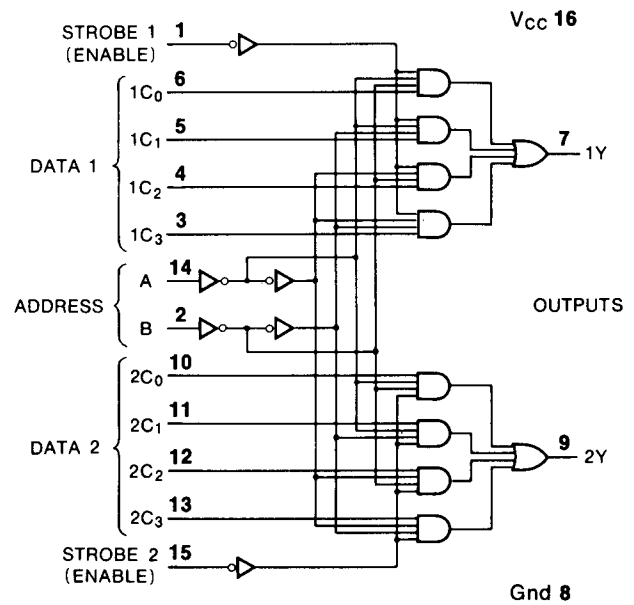 STROBE 1 1
(ENABLE)
VCC 16
1C0 6
1C1 5
DATA 1
1C2 4
1C3 3
7 1Y
A 14
ADDRESS
B 2
OUTPUTS
2C0 10
2C1 11
DATA 2
2C2 12
2C3 13
9 2Y
STROBE 2 15
(ENABLE)
Gnd 8